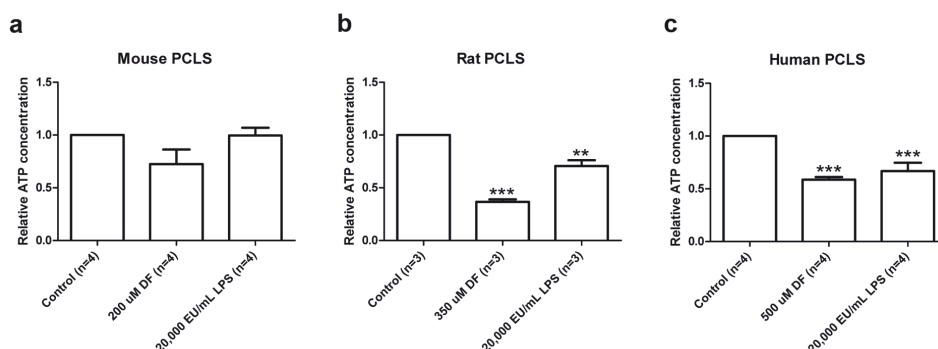 a
Mouse PCLS
Relative ATP concentration
1.5
1.0
0.5
0.0
Control (n=4)
200 uM DF (n=4)
20,000 EU/mL LPS (n=4)
b
Rat PCLS
Relative ATP concentration
1.5
1.0
0.5
0.0
***
**
Control (n=3)
350 uM DF (n=3)
20,000 EU/mL LPS (n=3)
c
Human PCLS
Relative ATP concentration
1.5
1.0
0.5
0.0
***
***
Control (n=4)
500 uM DF (n=4)
20,000 EU/mL LPS (n=4)